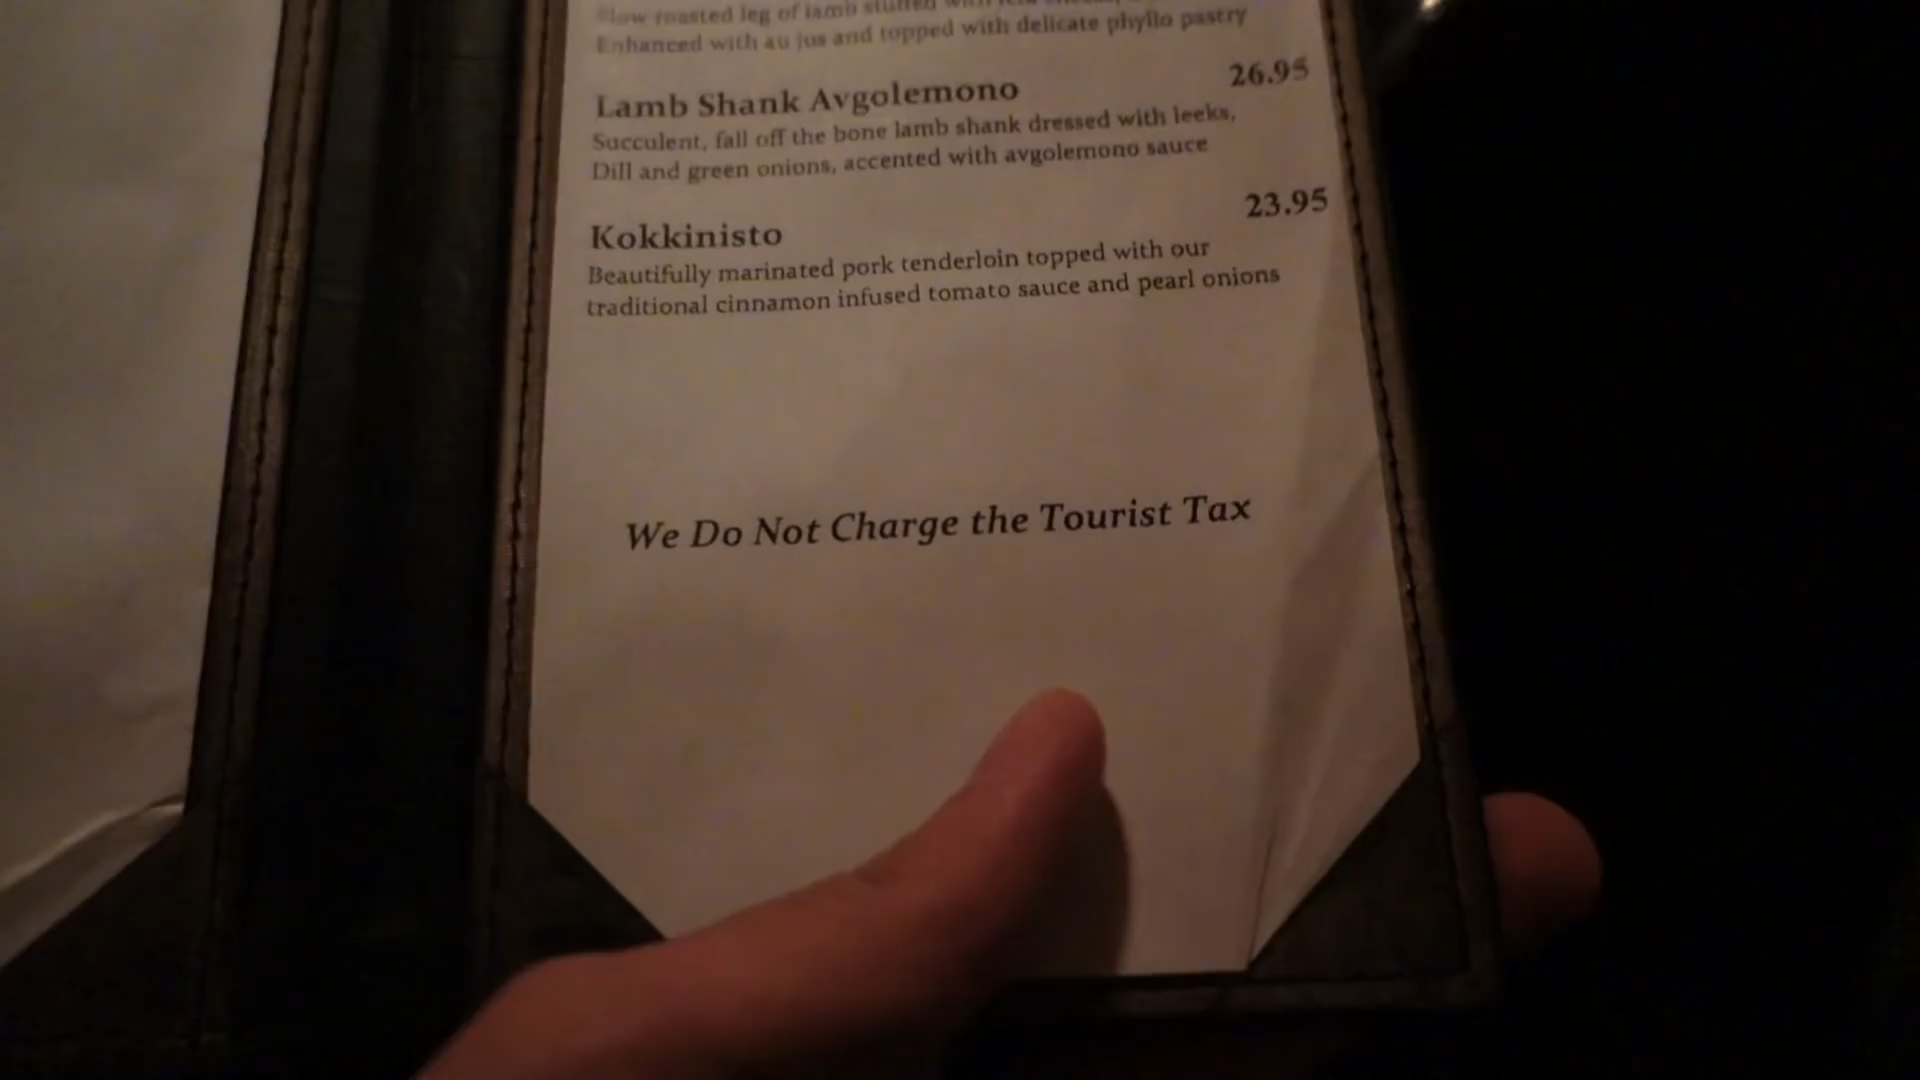 Slow roasted leg of lamb stuffed with
Enhanced with au jus and topped with delicate phyllo pastry
Lamb Shank Avgolemono 26.95
Succulent, fall off the bone lamb shank dressed with leeks,
Dill and green onions, accented with avgolemono sauce
Kokkinisto 23.95
Beautifully marinated pork tenderloin topped with our
traditional cinnamon infused tomato sauce and pearl onions
We Do Not Charge the Tourist Tax